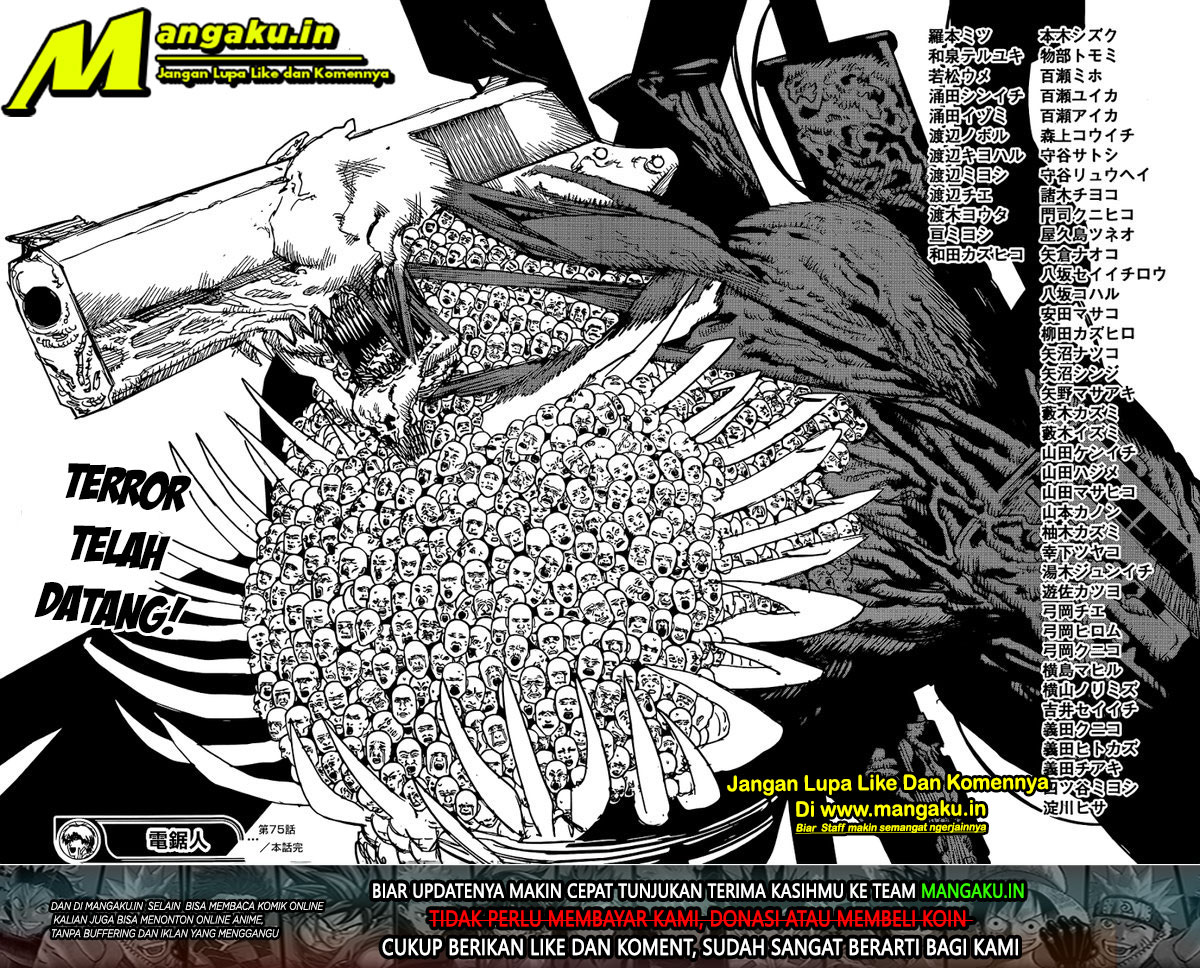 Mangaku.in
Jangan Lupa Like dan Komennya
本木シズク
物部トモミ
百瀬ミホ
百瀬ユイカ
百瀬アイカ
森上コウイチ
守谷サトシ
守谷リュウヘイ
諸木チヨコ
門司クニヒコ
屋久島ツネオ
矢倉ナオコ
八坂セイイチロウ
八坂コハル
安田マサコ
柳田カズヒロ
矢沼ナツコ
矢沼シンジ
矢野マサアキ
藪木カズミ
藪木イズミ
山田ケンイチ
山田ハジメ
山田マサヒコ
山本カノン
柚木カズミ
幸下ツヤコ
湯木ジュンイチ
遊佐カツヨ
弓岡チエ
弓岡ヒロム
弓岡クニコ
横島マヒル
横山ノリミズ
吉井セイイチ
義田クニコ
義田ヒトカズ
義田チアキ
四ツ谷ミヨシ
淀川ヒサ
羅本ミツ
和泉テルユキ
若松ウメ
涌田シンイチ
涌田イヅミ
渡辺ノボル
渡辺キヨハル
渡辺ミヨシ
渡辺チエ
渡木ヨウタ
亘ミヨシ
和田カズヒコ
TERROR
TELAH
DATANG!
Jangan Lupa Like Dan Komennya
Di www.mangaku.in
Biar Staff makin semangat ngerjainnya
電鋸人
第75話
…／本話完
DAN DI MANGAKU.IN SELAIN BISA MEMBACA KOMIK ONLINE
KALIAN JUGA BISA MENONTON ONLINE ANIME,
TANPA BUFFERING DAN IKLAN YANG MENGGANGU
BIAR UPDATENYA MAKIN CEPAT TUNJUKAN TERIMA KASIHMU KE TEAM MANGAKU.IN
TIDAK PERLU MEMBAYAR KAMI, DONASI ATAU MEMBELI KOIN
CUKUP BERIKAN LIKE DAN KOMENT, SUDAH SANGAT BERARTI BAGI KAMI